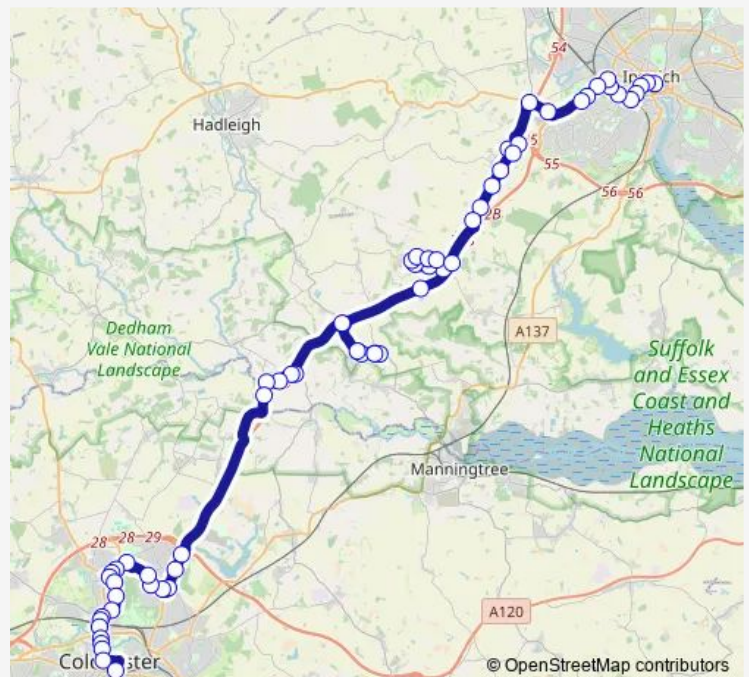 54
Ipswich
Hadleigh
55
56
56
28
A137
Dedham
Vale National
Landscape
Suffolk
and Essex
Coast and
Heaths
National
Landscape
Manningtree
28
28
29
A120
Colchester
© OpenStreetMap contributors